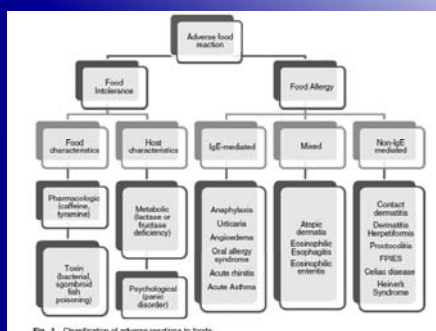 Adverse food
reaction
Food
Intolerance
Food Allergy
Food
characteristics
Host
characteristics
IgE-mediated
Mixed
Non-IgE
mediated
Pharmacologic
(caffeine,
tyramine)
Toxin
(bacterial,
scombroid
fish
poisoning)
Metabolic
(lactase or
fructase
deficiency)
Psychological
(panic
disorder)
Anaphylaxis
Urticaria
Angioedema
Oral allergy
syndrome
Acute rhinitis
Acute Asthma
Atopic
dermatitis
Eosinophilic
Esophagitis
Eosinophilic
enteritis
Contact
dermatitis
Dermatitis
Herpetiformis
Proctocolitis
FPIES
Celiac disease
Heiner's
Syndrome
Fig. 1. Classification of adverse reactions to foods